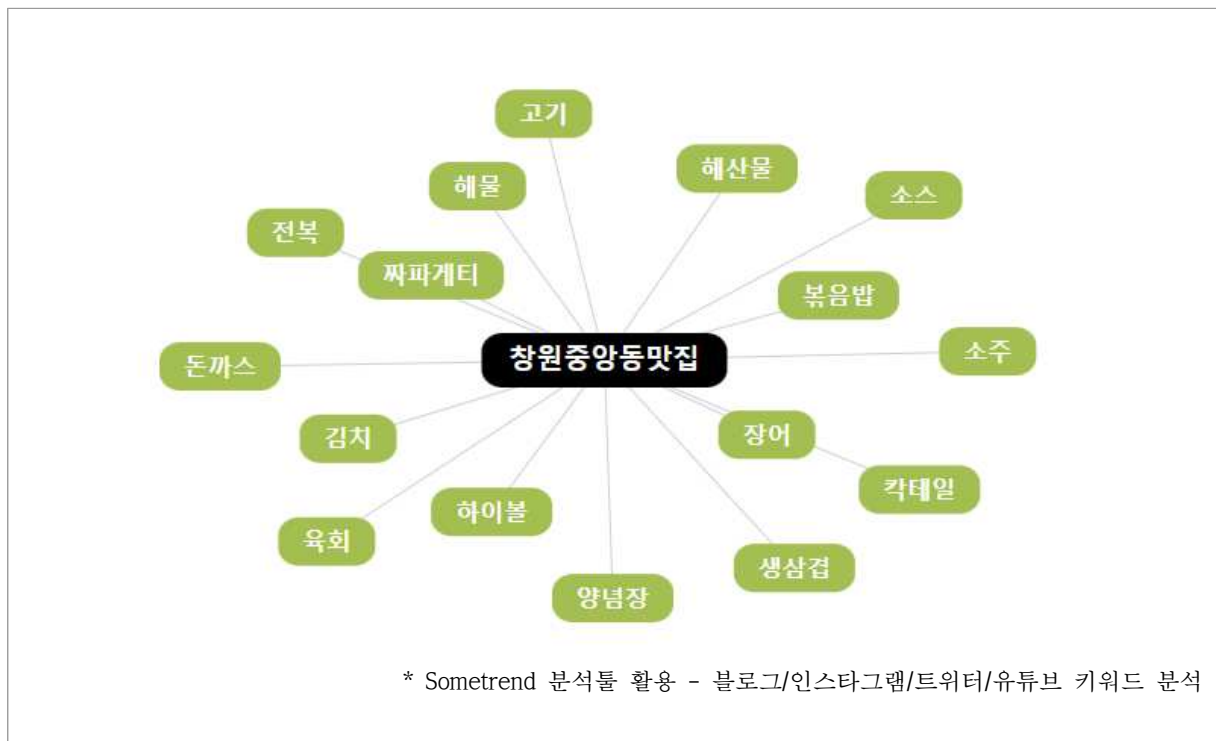 고기
해산물
해물
소스
전복
짜파게티
볶음밥
소주
창원중앙동맛집
돈까스
장어
김치
칵테일
하이볼
육회
생삼겹
양념장
* Sometrend 분석툴 활용 - 블로그/인스타그램/트위터/유튜브 키워드 분석